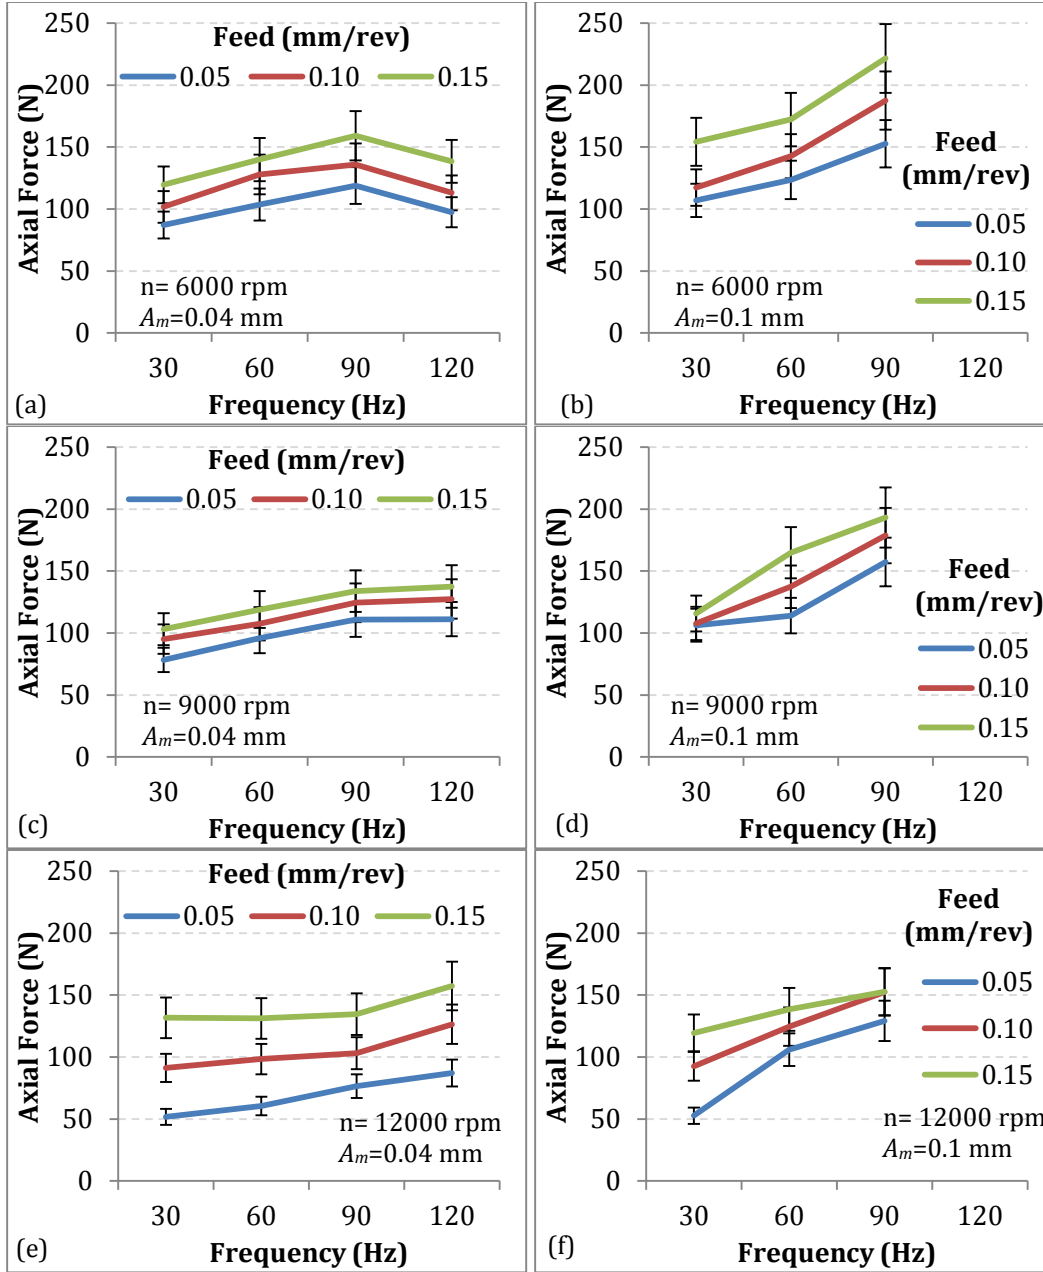 Feed (mm/rev)
0.05 0.10 0.15
Axial Force (N)
250
200
150
100
50
0
n= 6000 rpm
Am=0.04 mm
30 60 90 120
(a) Frequency (Hz)
Axial Force (N)
250
200
150
100
50
0
Feed
(mm/rev)
0.05
0.10
0.15
n= 6000 rpm
Am=0.1 mm
30 60 90 120
(b) Frequency (Hz)
Feed (mm/rev)
0.05 0.10 0.15
Axial Force (N)
250
200
150
100
50
0
n= 9000 rpm
Am=0.04 mm
30 60 90 120
(c) Frequency (Hz)
Axial Force (N)
250
200
150
100
50
0
Feed
(mm/rev)
0.05
0.10
0.15
n= 9000 rpm
Am=0.1 mm
30 60 90 120
(d) Frequency (Hz)
Feed (mm/rev)
0.05 0.10 0.15
Axial Force (N)
250
200
150
100
50
0
n= 12000 rpm
Am=0.04 mm
30 60 90 120
(e) Frequency (Hz)
Axial Force (N)
250
200
150
100
50
0
Feed
(mm/rev)
0.05
0.10
0.15
n= 12000 rpm
Am=0.1 mm
30 60 90 120
(f) Frequency (Hz)